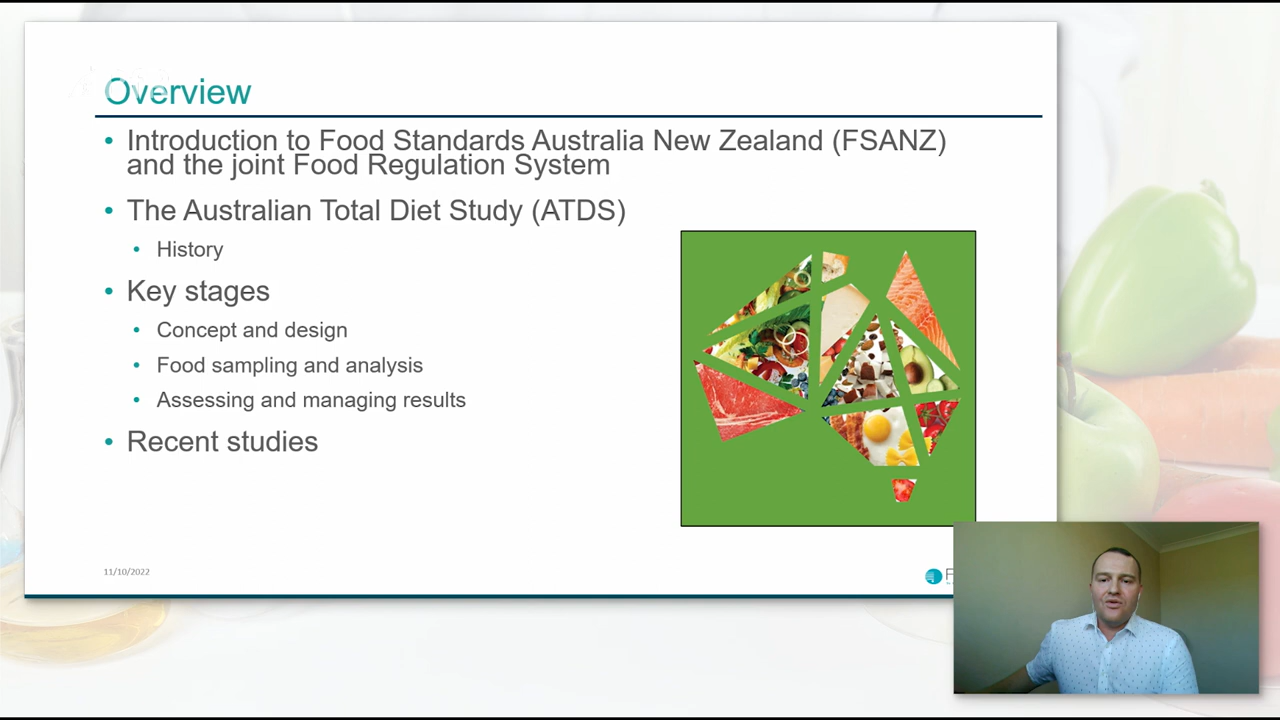 Overview
• Introduction to Food Standards Australia New Zealand (FSANZ)
and the joint Food Regulation System
• The Australian Total Diet Study (ATDS)
• History
• Key stages
• Concept and design
• Food sampling and analysis
• Assessing and managing results
• Recent studies
11/10/2022